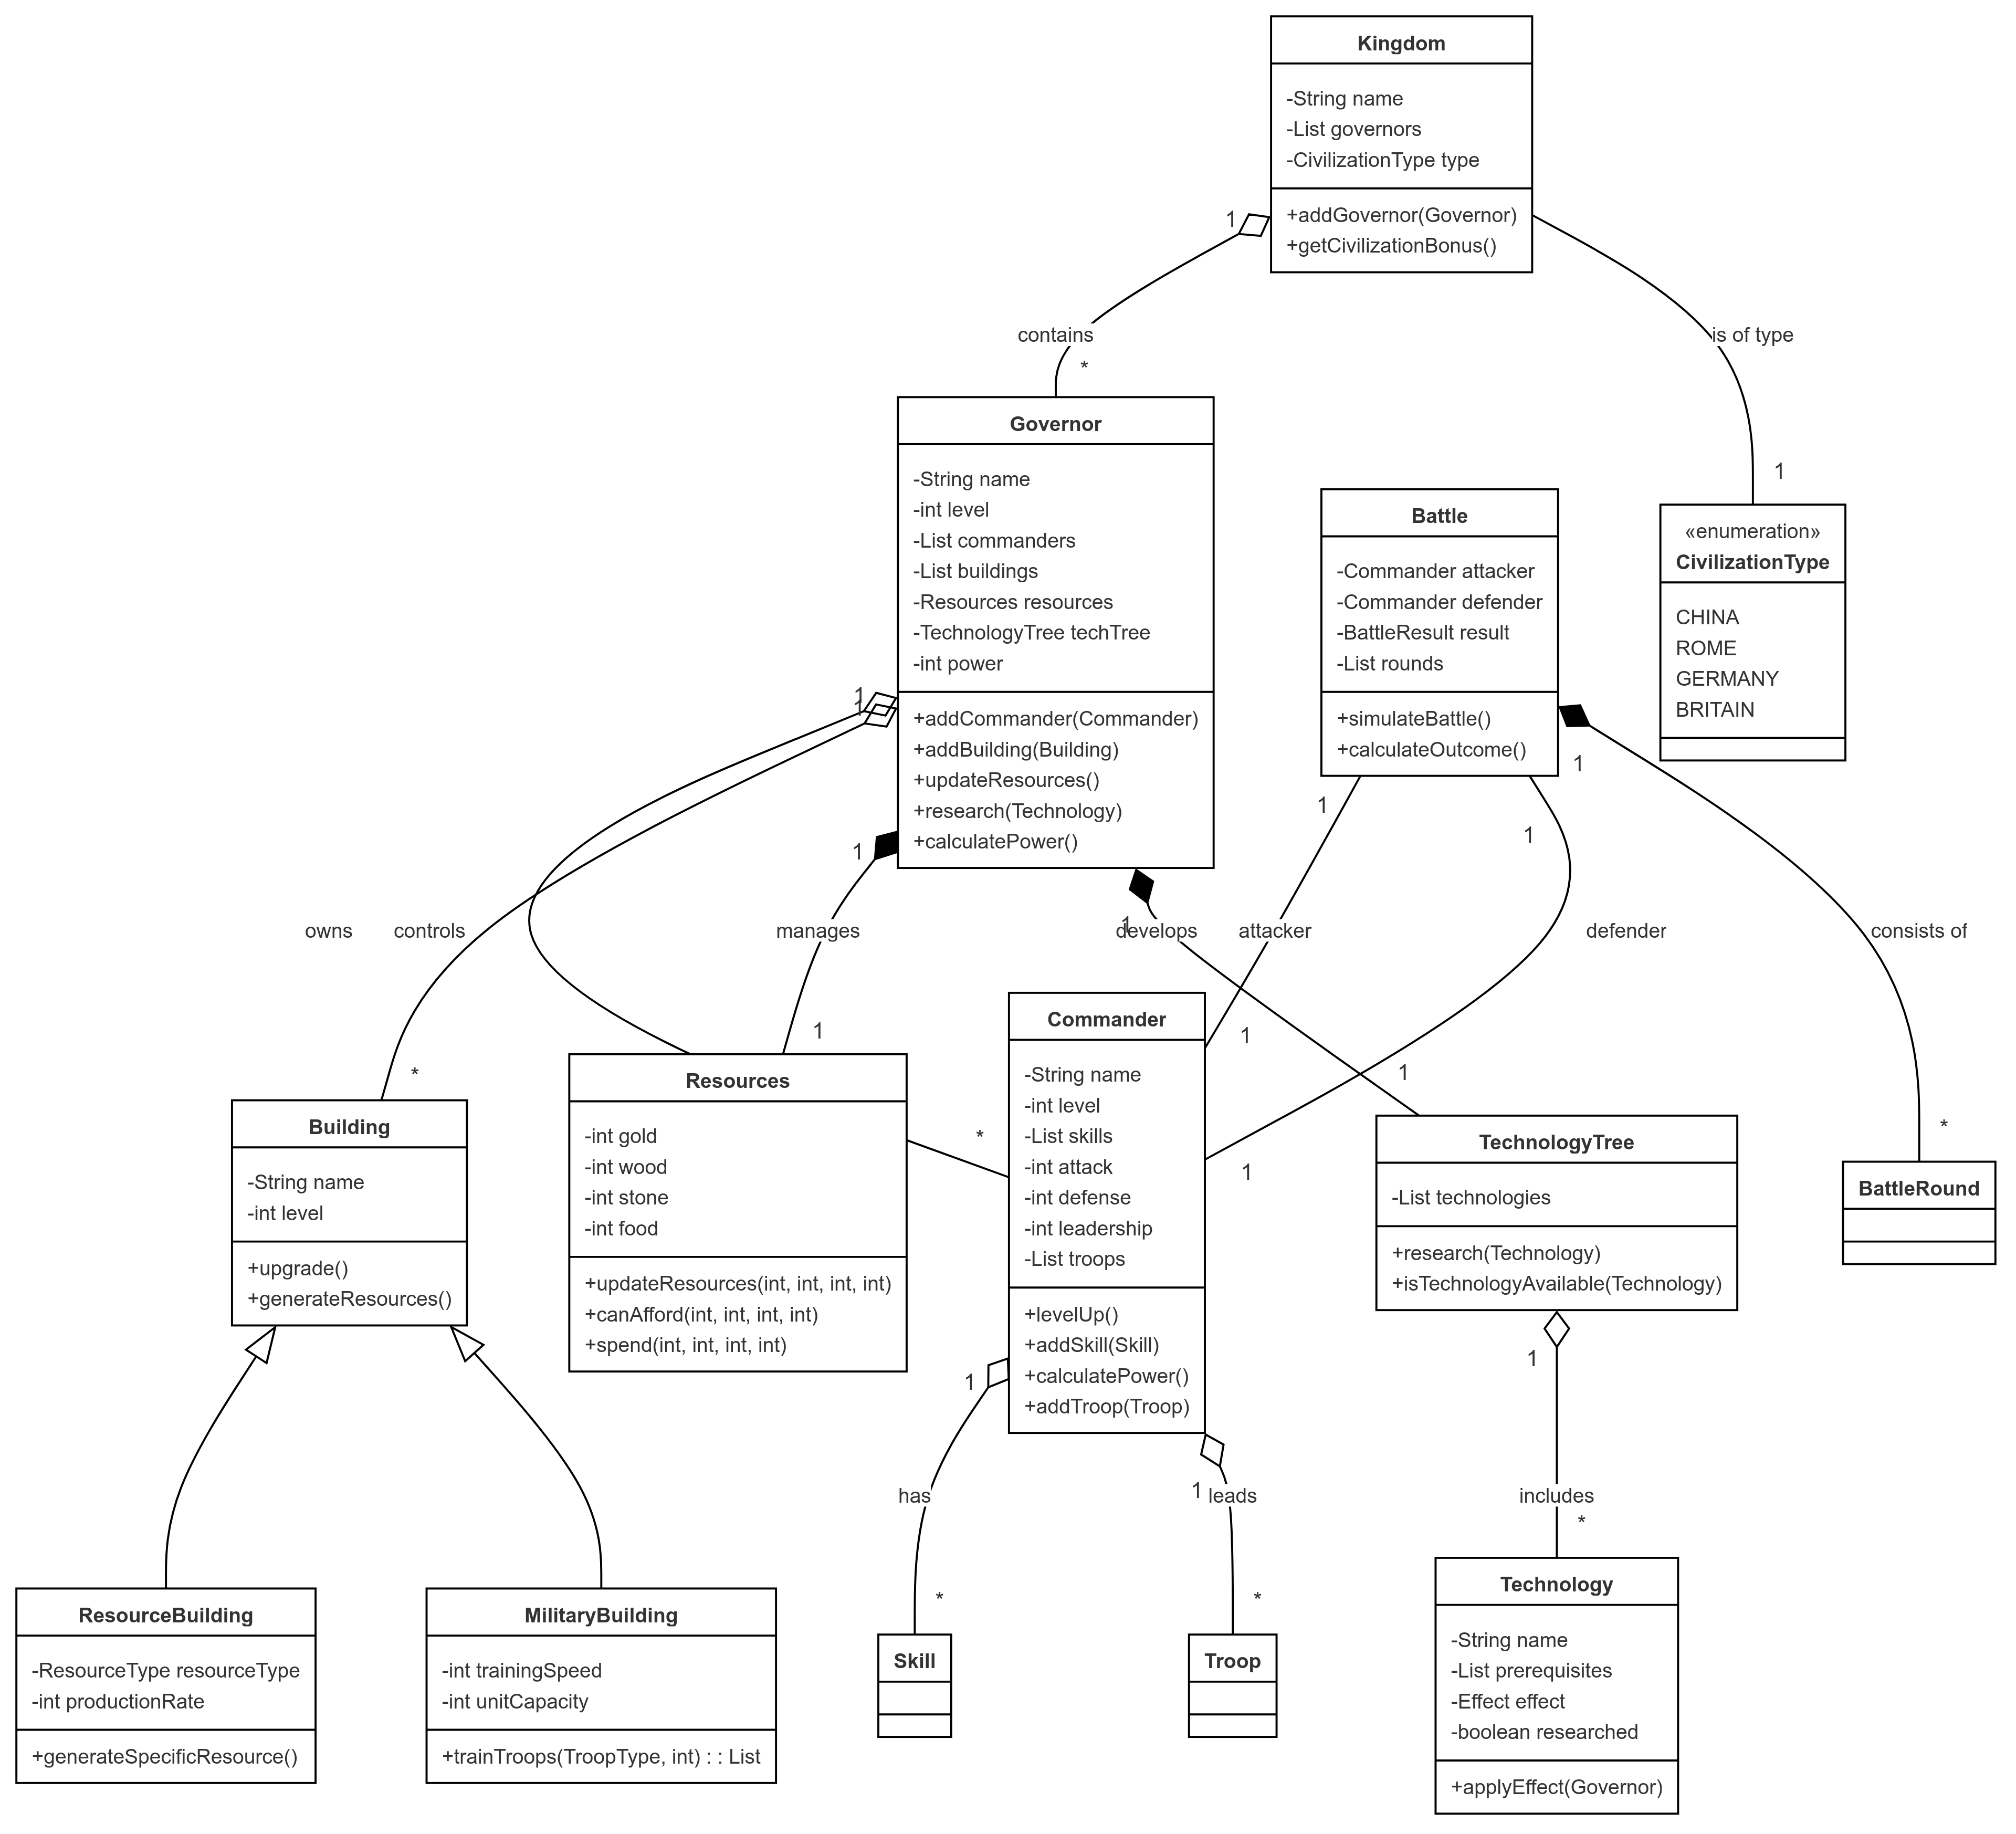 Kingdom
-String name
-List governors
-CivilizationType type
+addGovernor(Governor)
+getCivilizationBonus()
1
contains
*
is of type
1
Governor
-String name
-int level
-List commanders
-List buildings
-Resources resources
-TechnologyTree techTree
-int power
+addCommander(Commander)
+addBuilding(Building)
+updateResources()
+research(Technology)
+calculatePower()
Battle
-Commander attacker
-Commander defender
-BattleResult result
-List rounds
+simulateBattle()
+calculateOutcome()
«enumeration»
CivilizationType
CHINA
ROME
GERMANY
BRITAIN
1
1
1
1
1
1
1
owns
controls
manages
develops
attacker
defender
consists of
*
1
*
1
1
1
*
Building
-String name
-int level
+upgrade()
+generateResources()
Resources
-int gold
-int wood
-int stone
-int food
+updateResources(int, int, int, int)
+canAfford(int, int, int, int)
+spend(int, int, int, int)
Commander
-String name
-int level
-List skills
-int attack
-int defense
-int leadership
-List troops
+levelUp()
+addSkill(Skill)
+calculatePower()
+addTroop(Troop)
TechnologyTree
-List technologies
+research(Technology)
+isTechnologyAvailable(Technology)
BattleRound
1
has
*
1
leads
*
1
includes
*
ResourceBuilding
-ResourceType resourceType
-int productionRate
+generateSpecificResource()
MilitaryBuilding
-int trainingSpeed
-int unitCapacity
+trainTroops(TroopType, int) : : List
Skill
Troop
Technology
-String name
-List prerequisites
-Effect effect
-boolean researched
+applyEffect(Governor)